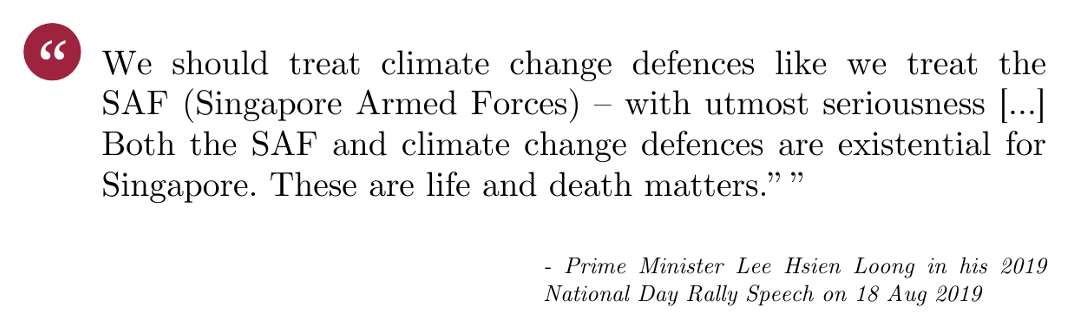 “
We should treat climate change defences like we treat the
SAF (Singapore Armed Forces) – with utmost seriousness [...]
Both the SAF and climate change defences are existential for
Singapore. These are life and death matters.” ”
- Prime Minister Lee Hsien Loong in his 2019
National Day Rally Speech on 18 Aug 2019